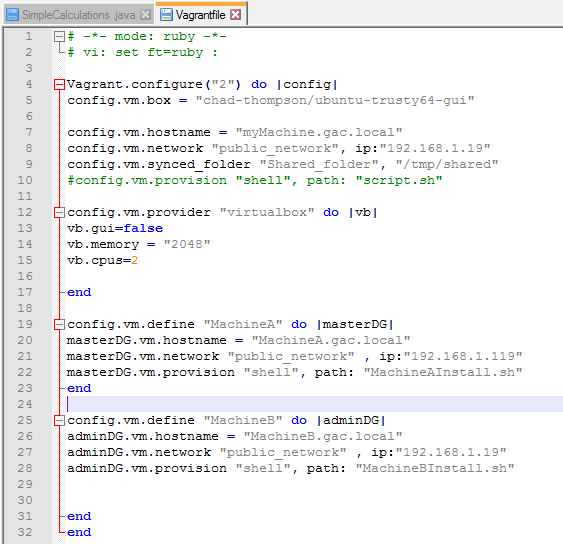 SimpleCalculations java Vagrantfile
1 # -*- mode: ruby -*-
2 # vi: set ft=ruby :
3
4 Vagrant.configure("2") do |config|
5 config.vm.box = "chad-thompson/ubuntu-trusty64-gui"
6
7 config.vm.hostname = "myMachine.gac.local"
8 config.vm.network "public_network", ip:"192.168.1.19"
9 config.vm.synced_folder "Shared_folder", "/tmp/shared"
10 #config.vm.provision "shell", path: "script.sh"
11
12 config.vm.provider "virtualbox" do |vb|
13 vb.gui=false
14 vb.memory = "2048"
15 vb.cpus=2
16
17 end
18
19 config.vm.define "MachineA" do |masterDG|
20 masterDG.vm.hostname = "MachineA.gac.local"
21 masterDG.vm.network "public_network" , ip:"192.168.1.119"
22 masterDG.vm.provision "shell", path: "MachineAInstall.sh"
23 end
24
25 config.vm.define "MachineB" do |adminDG|
26 adminDG.vm.hostname = "MachineB.gac.local"
27 adminDG.vm.network "public_network" , ip:"192.168.1.19"
28 adminDG.vm.provision "shell", path: "MachineBInstall.sh"
29
30
31 end
32 end